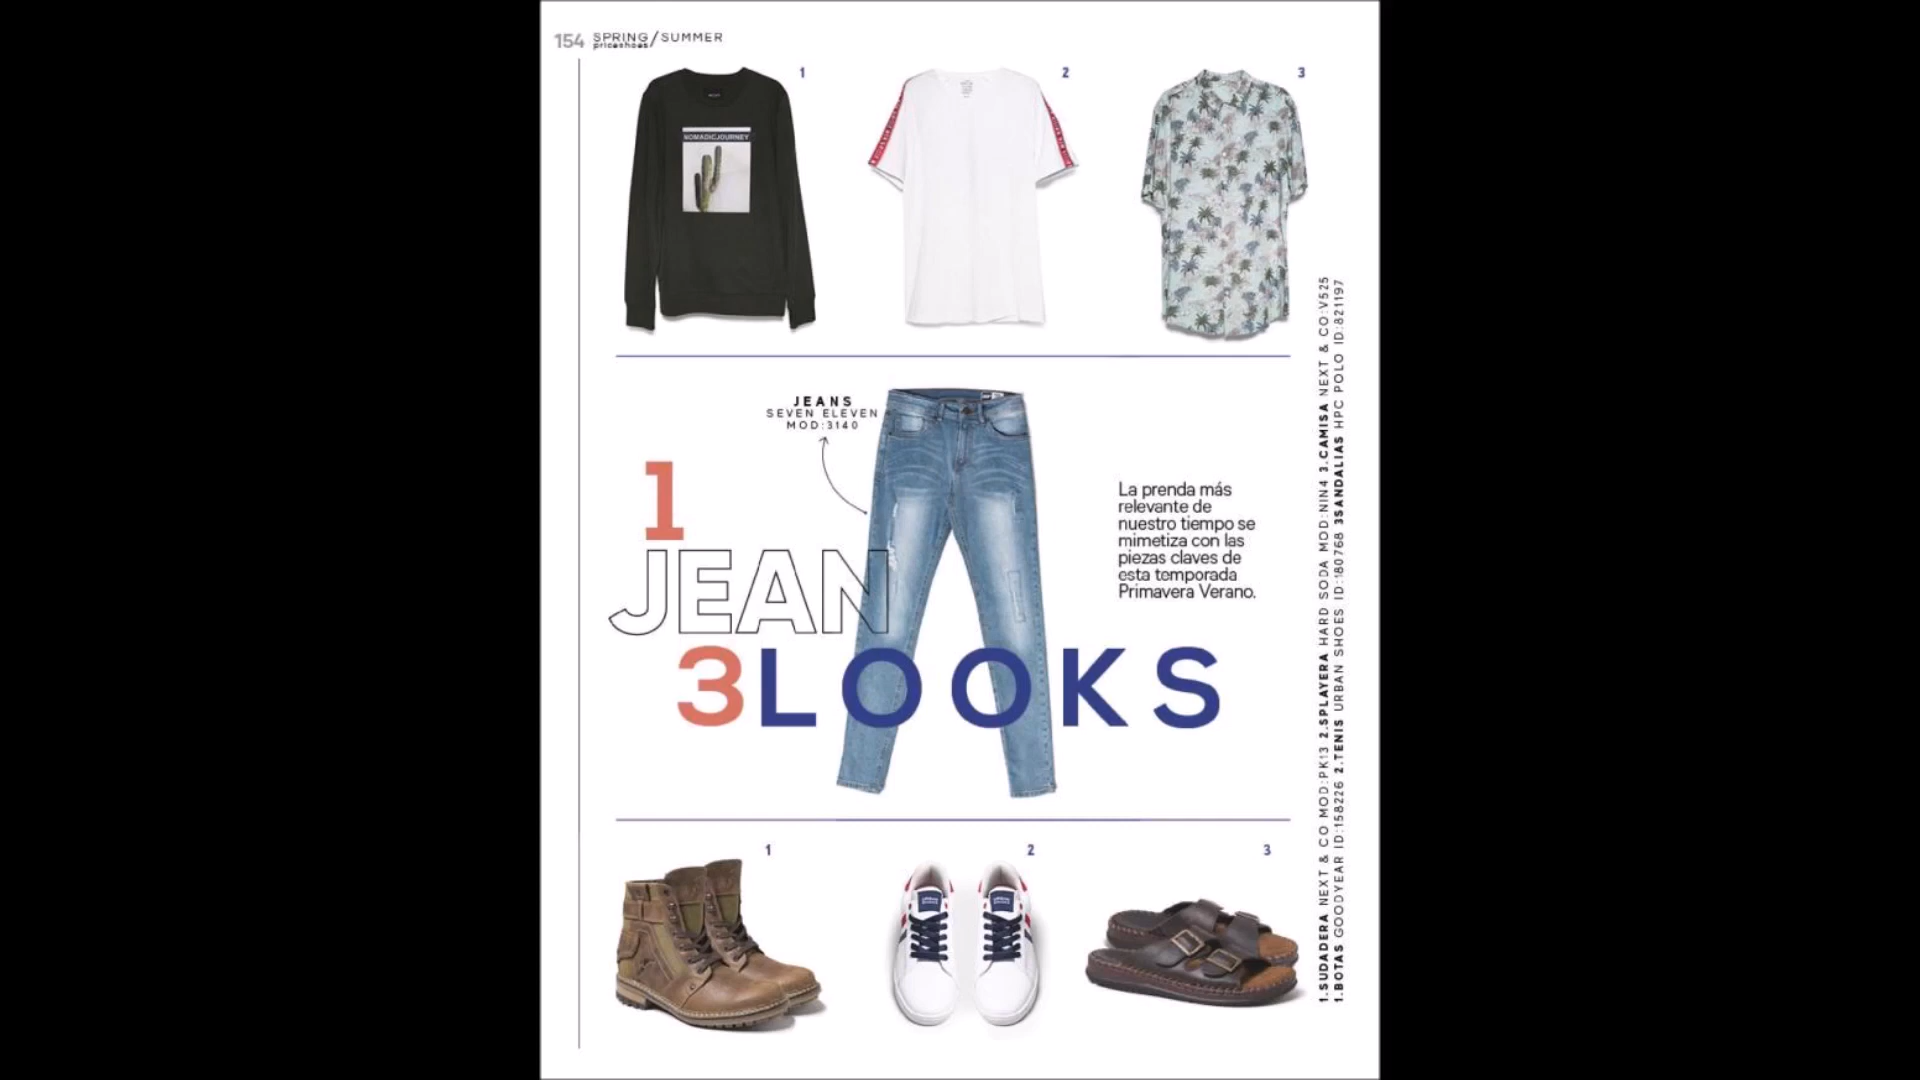 154 SPRING/SUMMER
priceshoes
1
2
3
NOMADICJOURNEY
JEANS
SEVEN ELEVEN
MOD:3140
1
JEAN
3LOOKS
La prenda más
relevante de
nuestro tiempo se
mimetiza con las
piezas claves de
esta temporada
Primavera Verano.
1
2
3
1.SUDADERA NEXT & CO MOD:PK13 2.SPLAYERA HARD SODA MOD:NIN4 3.CAMISA NEXT & CO:V525
1.BOTAS GOODYEAR ID:158226 2.TENIS URBAN SHOES ID:180768 3SANDALIAS HPC POLO ID:821197